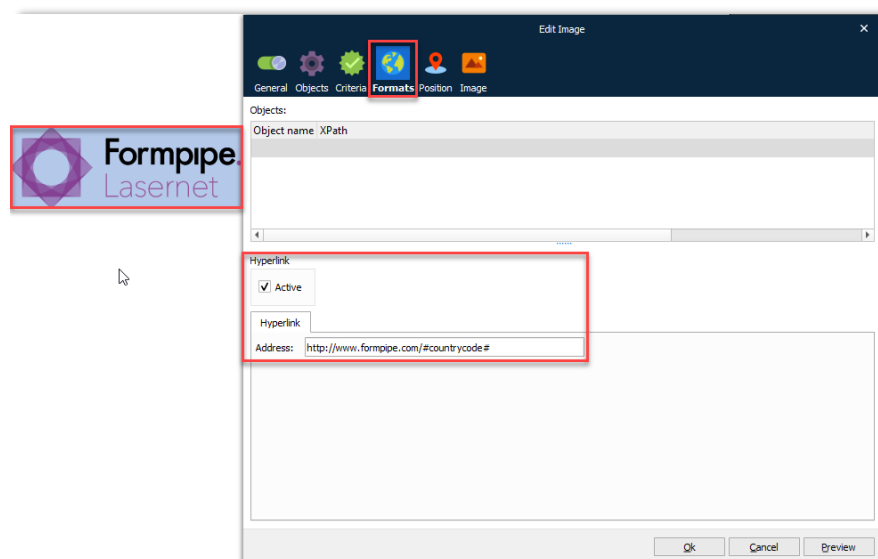 Edit Image
General Objects Criteria Formats Position Image
Objects:
Object name XPath
Formpipe.
Lasernet
Hyperlink
Active
Hyperlink
Address: http://www.formpipe.com/#countrycode#
Ok Cancel Preview